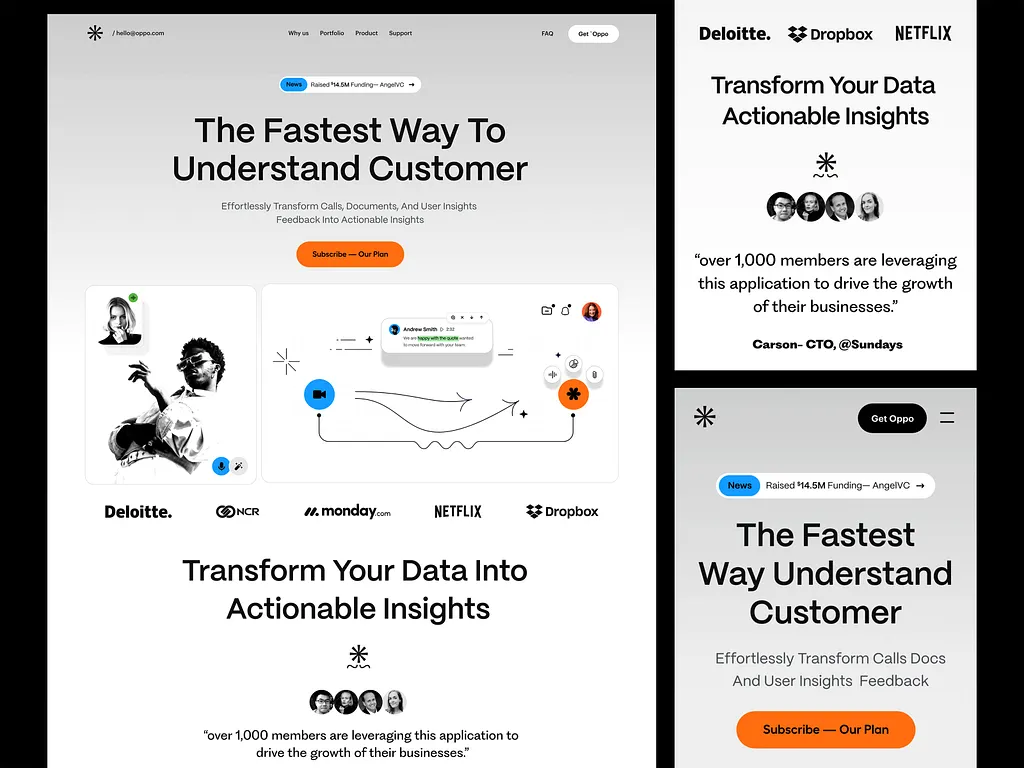 / hello@oppo.com
Why us Portfolio Product Support
FAQ
Get `Oppo
News Raised $14.5M Funding— AngelVC →
The Fastest Way To
Understand Customer
Effortlessly Transform Calls, Documents, And User Insights
Feedback Into Actionable Insights
Subscribe — Our Plan
Andrew Smith 2:32
We are happy with the quote wanted
to move forward with your team.
Deloitte. NCR monday.com NETFLIX Dropbox
Transform Your Data Into
Actionable Insights
“over 1,000 members are leveraging this application to
drive the growth of their businesses.”
Deloitte. Dropbox NETFLIX
Transform Your Data
Actionable Insights
“over 1,000 members are leveraging
this application to drive the growth
of their businesses.”
Carson– CTO, @Sundays
Get Oppo
News Raised $14.5M Funding— AngelVC →
The Fastest
Way Understand
Customer
Effortlessly Transform Calls Docs
And User Insights Feedback
Subscribe — Our Plan